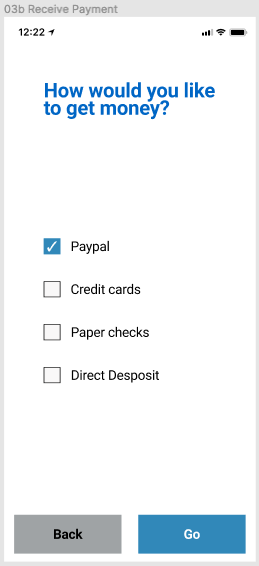 03b Receive Payment
12:22
How would you like
to get money?
Paypal
Credit cards
Paper checks
Direct Desposit
Back
Go